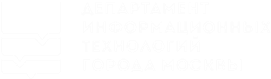 ДЕПАРТАМЕНТ
ИНФОРМАЦИОННЫХ
ТЕХНОЛОГИЙ
ГОРОДА МОСКВЫ